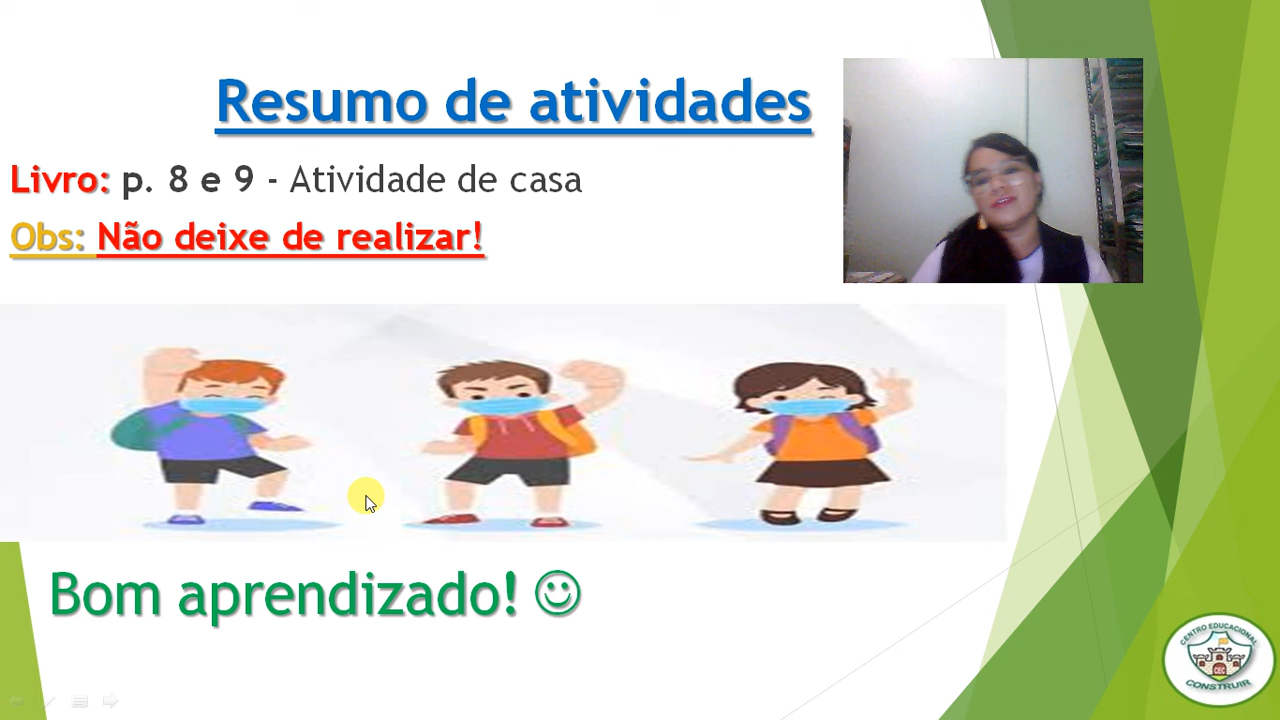 Resumo de atividades
Livro: p. 8 e 9 - Atividade de casa
Obs: Não deixe de realizar!
Bom aprendizado! ☺
CENTRO EDUCACIONAL
CEC
CONSTRUIR